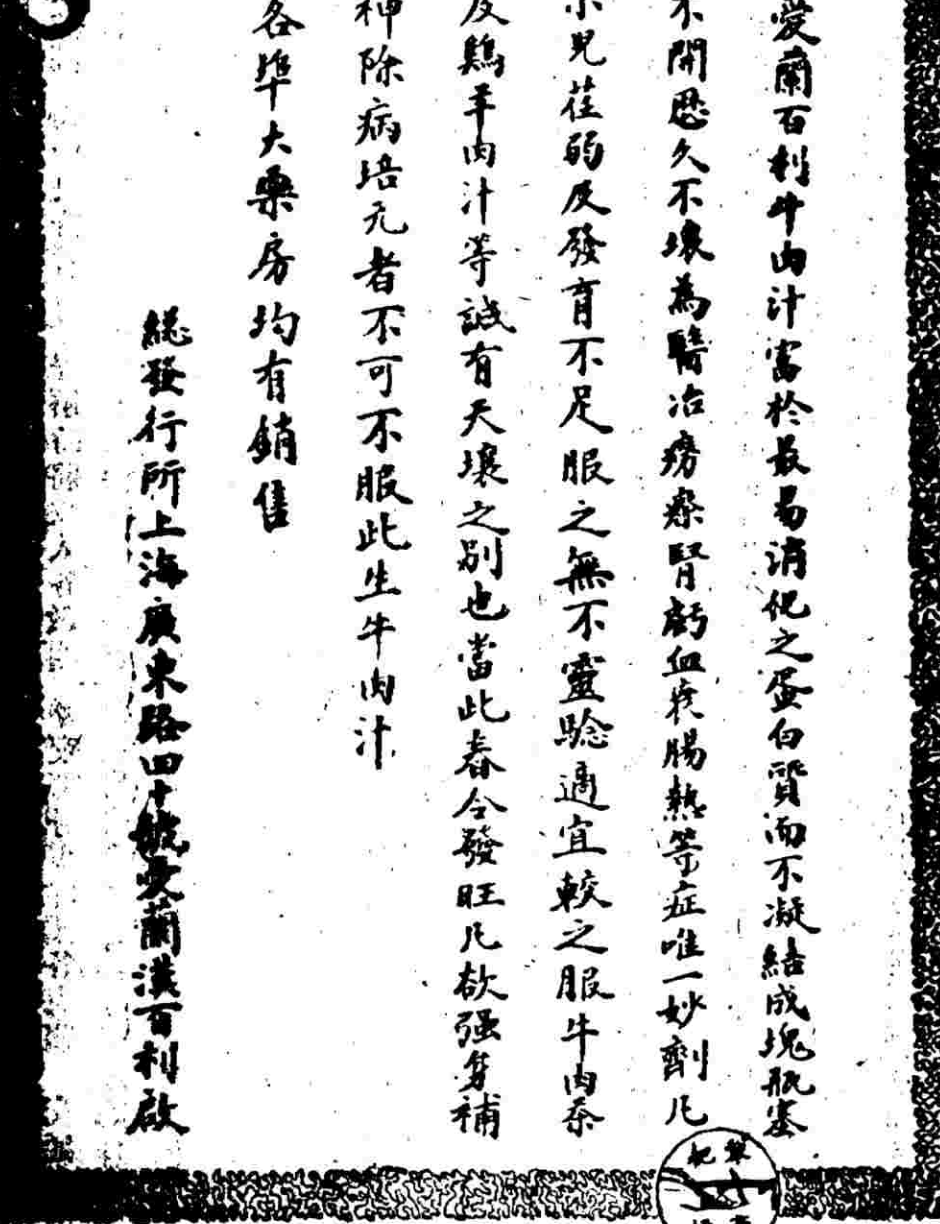 愛蘭百利牛肉汁富於最易消化之蛋白質而不凝結成塊瓶塞
不開歷久不壞為醫治癆瘵腎虧血痰腸熱等症唯一妙劑凡
小兒荏弱及發育不足服之無不靈驗適宜較之服牛肉茶
及鷄羊肉汁等誠有天壤之別也當此春令發旺凡欲强身補
神除病培元者不可不服此生牛肉汁
各埠大藥房均有銷售
總發行所上海廣東路四十號愛蘭漢百利啟